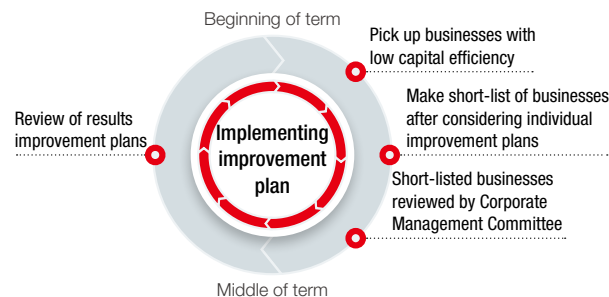 Beginning of term
Pick up businesses with
low capital efficiency
Make short-list of businesses
after considering individual
improvement plans
Review of results
improvement plans
Implementing
improvement
plan
Short-listed businesses
reviewed by Corporate
Management Committee
Middle of term